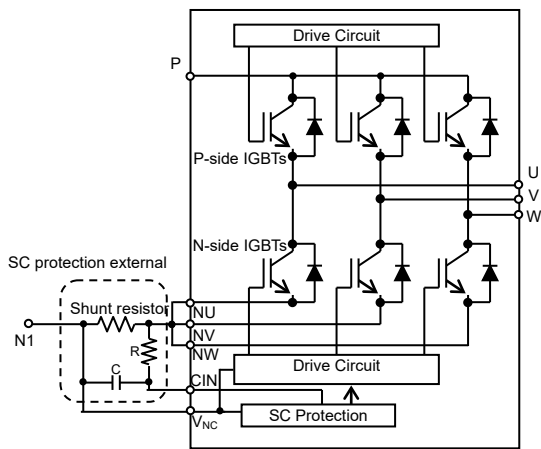 Drive Circuit
P
P-side IGBTs
U
V
W
N-side IGBTs
SC protection external
Shunt resistor
NU
N1
NV
R
NW
C
Drive Circuit
CIN
SC Protection
VNC